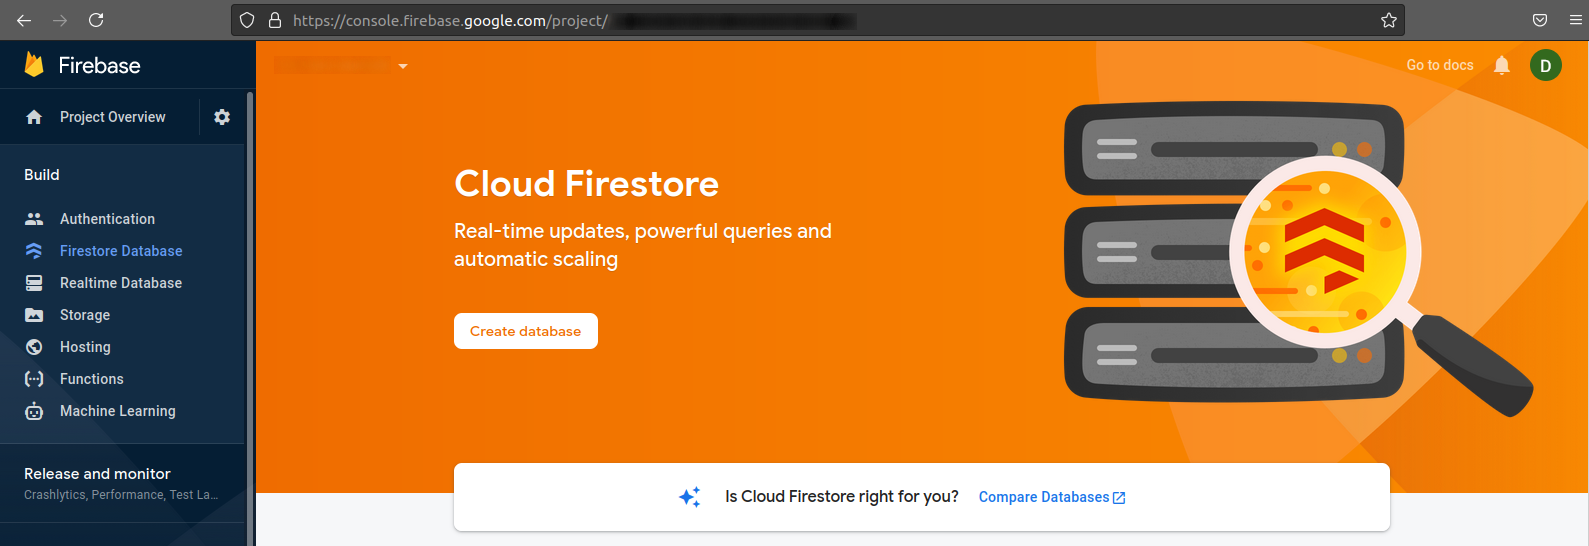 https://console.firebase.google.com/project/
Firebase
Go to docs
D
Project Overview
Build
Authentication
Firestore Database
Realtime Database
Storage
Hosting
Functions
Machine Learning
Release and monitor
Crashlytics, Performance, Test La...
Cloud Firestore
Real-time updates, powerful queries and
automatic scaling
Create database
Is Cloud Firestore right for you? Compare Databases